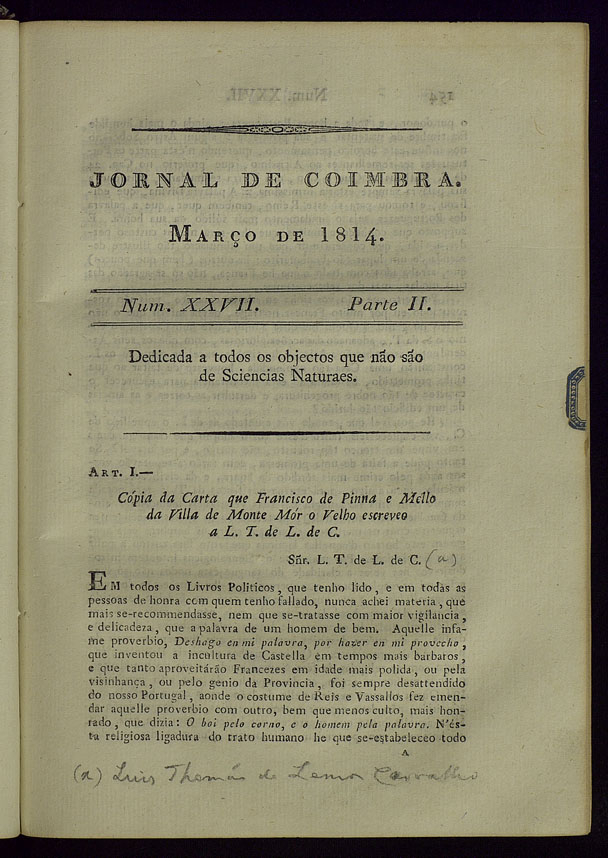 JORNAL DE COIMBRA.
MARÇO DE 1814.
Num. XXVII. Parte II.
Dedicada a todos os objectos que não são
de Sciencias Naturaes.
ART. I.—
Cópia da Carta que Francisco de Pinna e Mello
da Villa de Monte Mór o Velho escreveo
a L. T. de L. de C.
Sñr. L. T. de L. de C. (a)
EM todos os Livros Politicos, que tenho lido, e em todas as
pessoas de honra com quem tenho fallado, nunca achei materia, que
mais se-recommendasse, nem que se-tratasse com maior vigilancia,
e delicadeza, que a palavra de um homem de bem. Aquelle infa-
me proverbio, Deshago en mi palavra, por hazer en mi provecho,
que inventou a incultura de Castella em tempos mais barbaros,
e que tanto aproveitárão Francezes em idade mais polida, ou pela
visinhança, ou pelo genio da Provincia, foi sempre desattendido
do nosso Portugal, aonde o costume de Reis e Vassallos fez emen-
dar aquelle proverbio com outro, bem que menos culto, mais hon-
rado, que dizia: O boi pelo corno, e o homem pela palavra. N'és-
ta religiosa ligadura do trato humano he que se-estabeleceo todo
A
(a) Luis Thomás de Lemos Carvalho